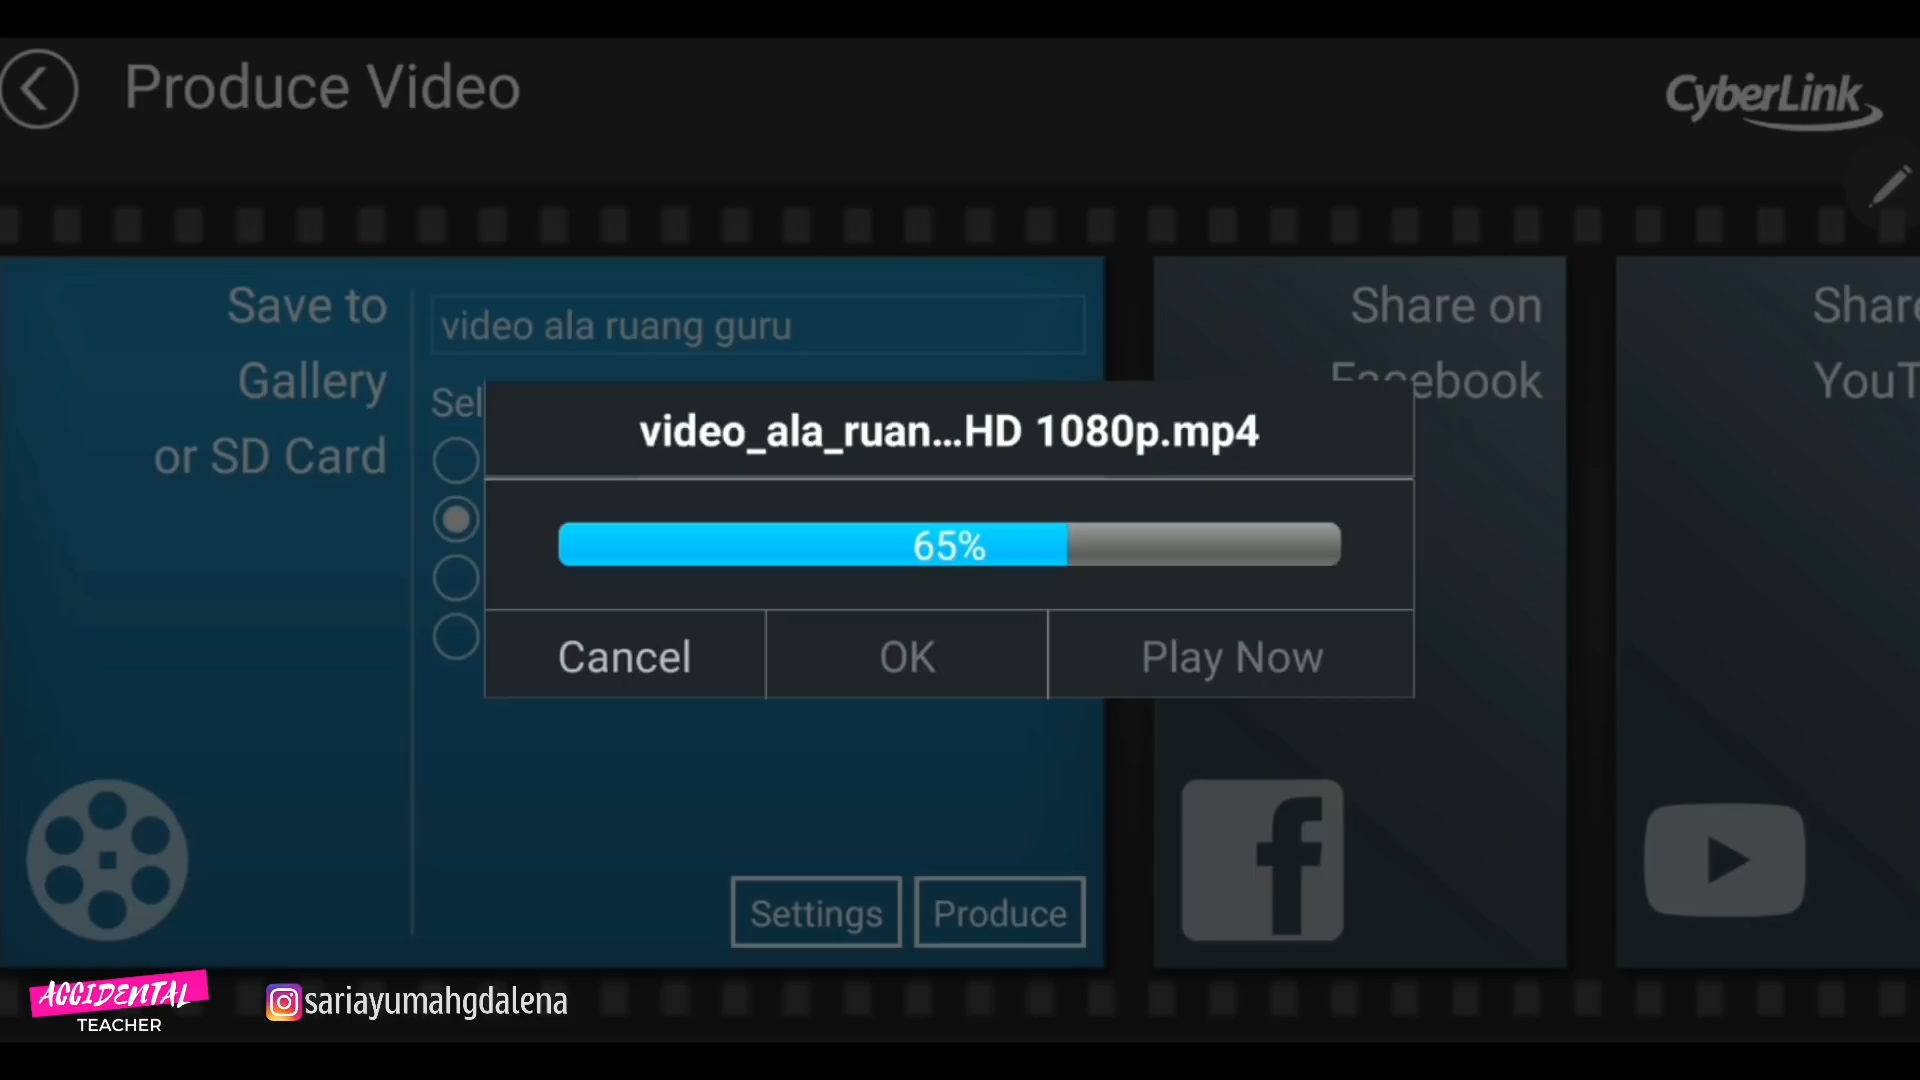 Produce Video
CyberLink
Save to
Gallery
or SD Card
video ala ruang guru
Sel
Share on
Facebook
Share
YouT
video_ala_ruan...HD 1080p.mp4
65%
Cancel
OK
Play Now
Settings
Produce
ACCIDENTAL
TEACHER
sariayumahgdalena